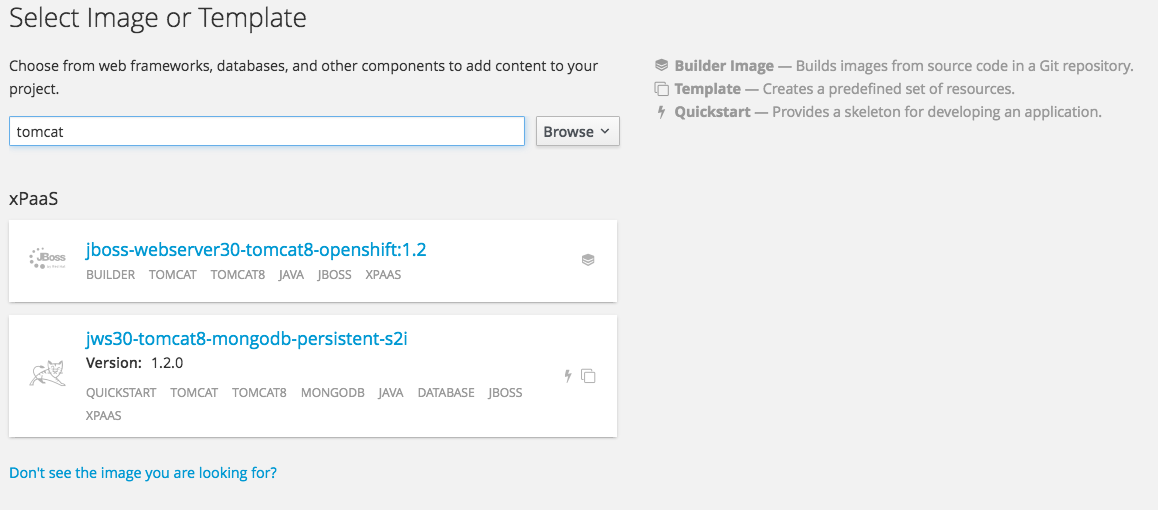 Select Image or Template
Choose from web frameworks, databases, and other components to add content to your
project.
tomcat
Browse
Builder Image — Builds images from source code in a Git repository.
Template — Creates a predefined set of resources.
Quickstart — Provides a skeleton for developing an application.
xPaaS
JBoss
jboss-webserver30-tomcat8-openshift:1.2
BUILDER TOMCAT TOMCAT8 JAVA JBOSS XPAAS
jws30-tomcat8-mongodb-persistent-s2i
Version: 1.2.0
QUICKSTART TOMCAT TOMCAT8 MONGODB JAVA DATABASE JBOSS
XPAAS
Don't see the image you are looking for?